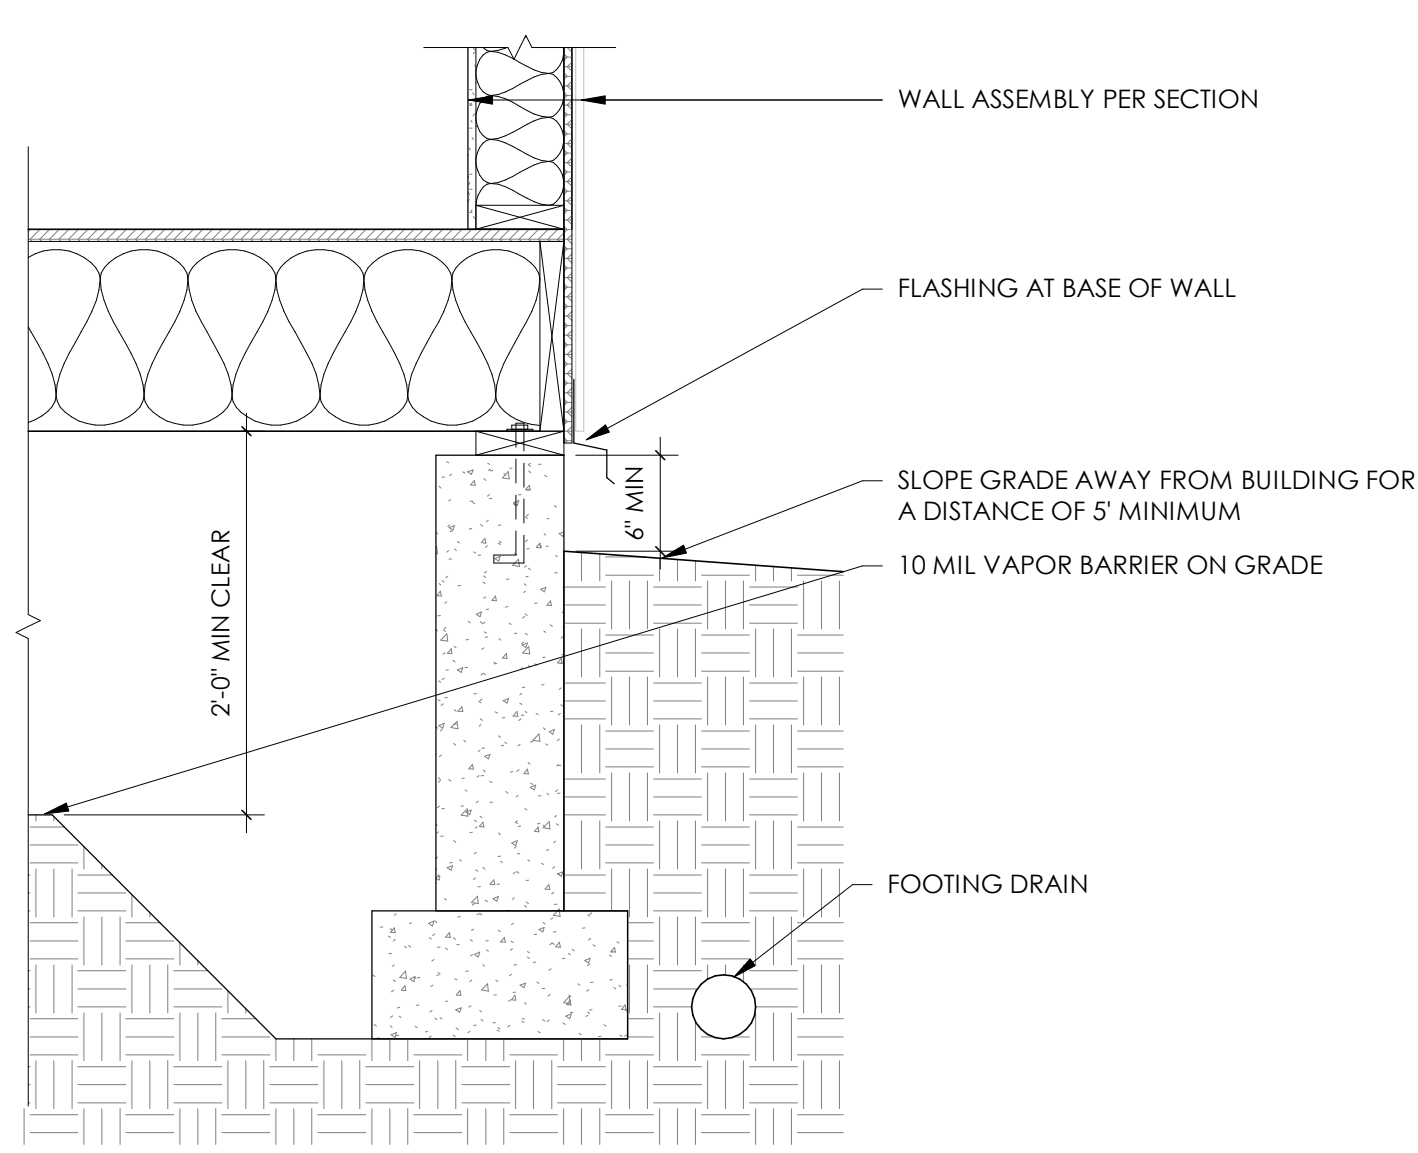 WALL ASSEMBLY PER SECTION
FLASHING AT BASE OF WALL
6" MIN
SLOPE GRADE AWAY FROM BUILDING FOR
A DISTANCE OF 5' MINIMUM
10 MIL VAPOR BARRIER ON GRADE
2'-0" MIN CLEAR
FOOTING DRAIN